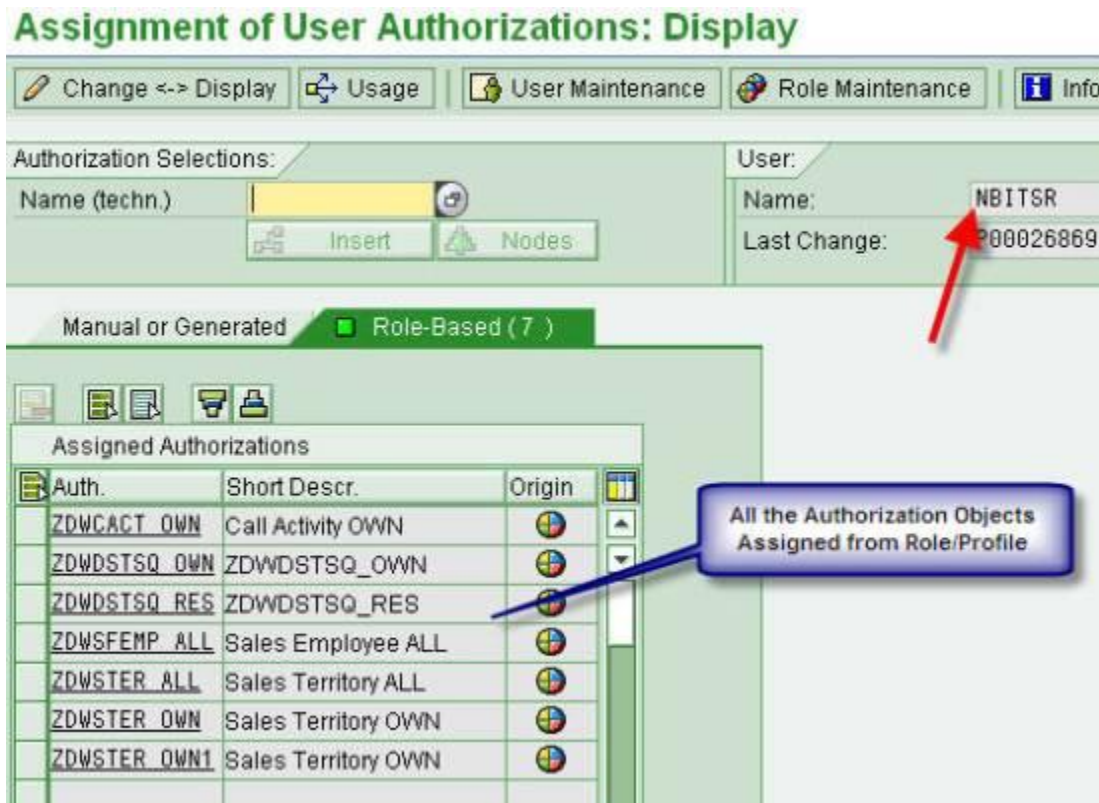 Assignment of User Authorizations: Display
Change <-> Display Usage User Maintenance Role Maintenance Info
Authorization Selections:
Name (techn.)
Insert Nodes
User:
Name: NBITSR
Last Change: P00026869
Manual or Generated Role-Based ( 7 )
Assigned Authorizations
Auth. Short Descr. Origin
ZDWCACT_OWN Call Activity OWN
ZDWDSTSQ_OWN ZDWDSTSQ_OWN
ZDWDSTSQ_RES ZDWDSTSQ_RES
ZDWSFEMP_ALL Sales Employee ALL
ZDWSTER_ALL Sales Territory ALL
ZDWSTER_OWN Sales Territory OWN
ZDWSTER_OWN1 Sales Territory OWN
All the Authorization Objects
Assigned from Role/Profile